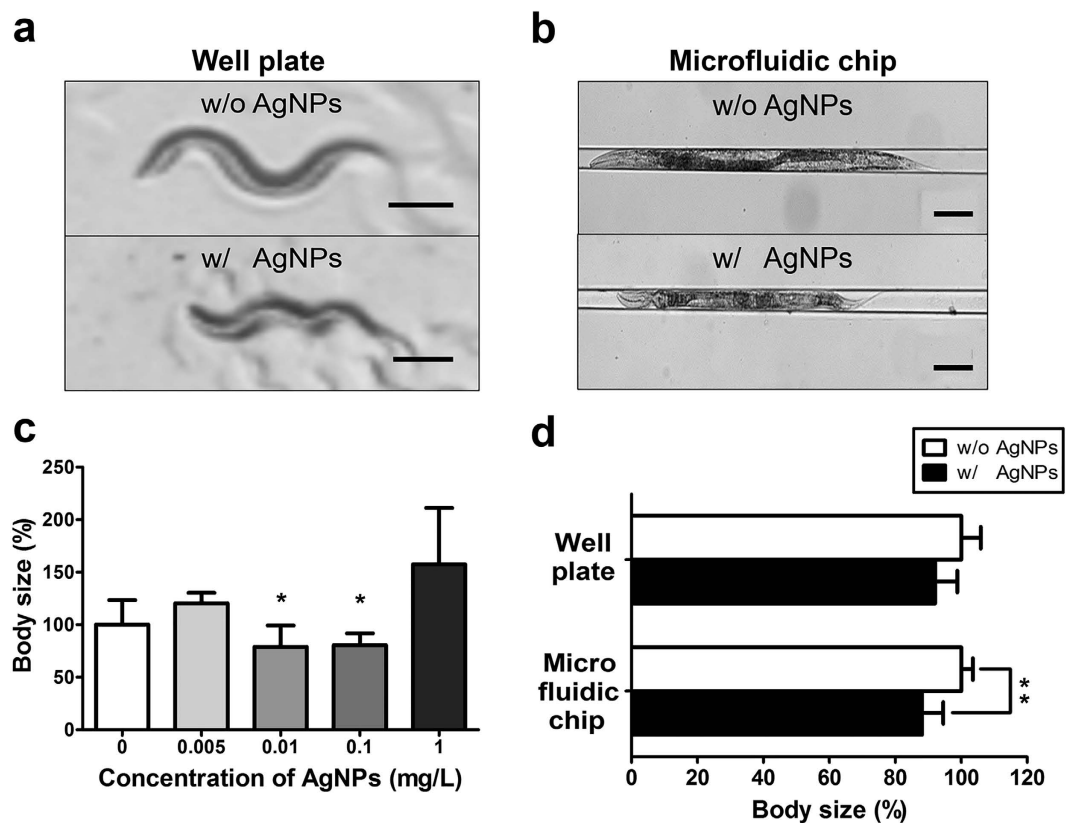 a
Well plate
w/o AgNPs
w/ AgNPs
b
Microfluidic chip
w/o AgNPs
w/ AgNPs
c
Body size (%)
250
200
150
100
50
0
* *
0 0.005 0.01 0.1 1
Concentration of AgNPs (mg/L)
d
w/o AgNPs
w/ AgNPs
Well
plate
Micro
fluidic
chip
**
0 20 40 60 80 100 120
Body size (%)